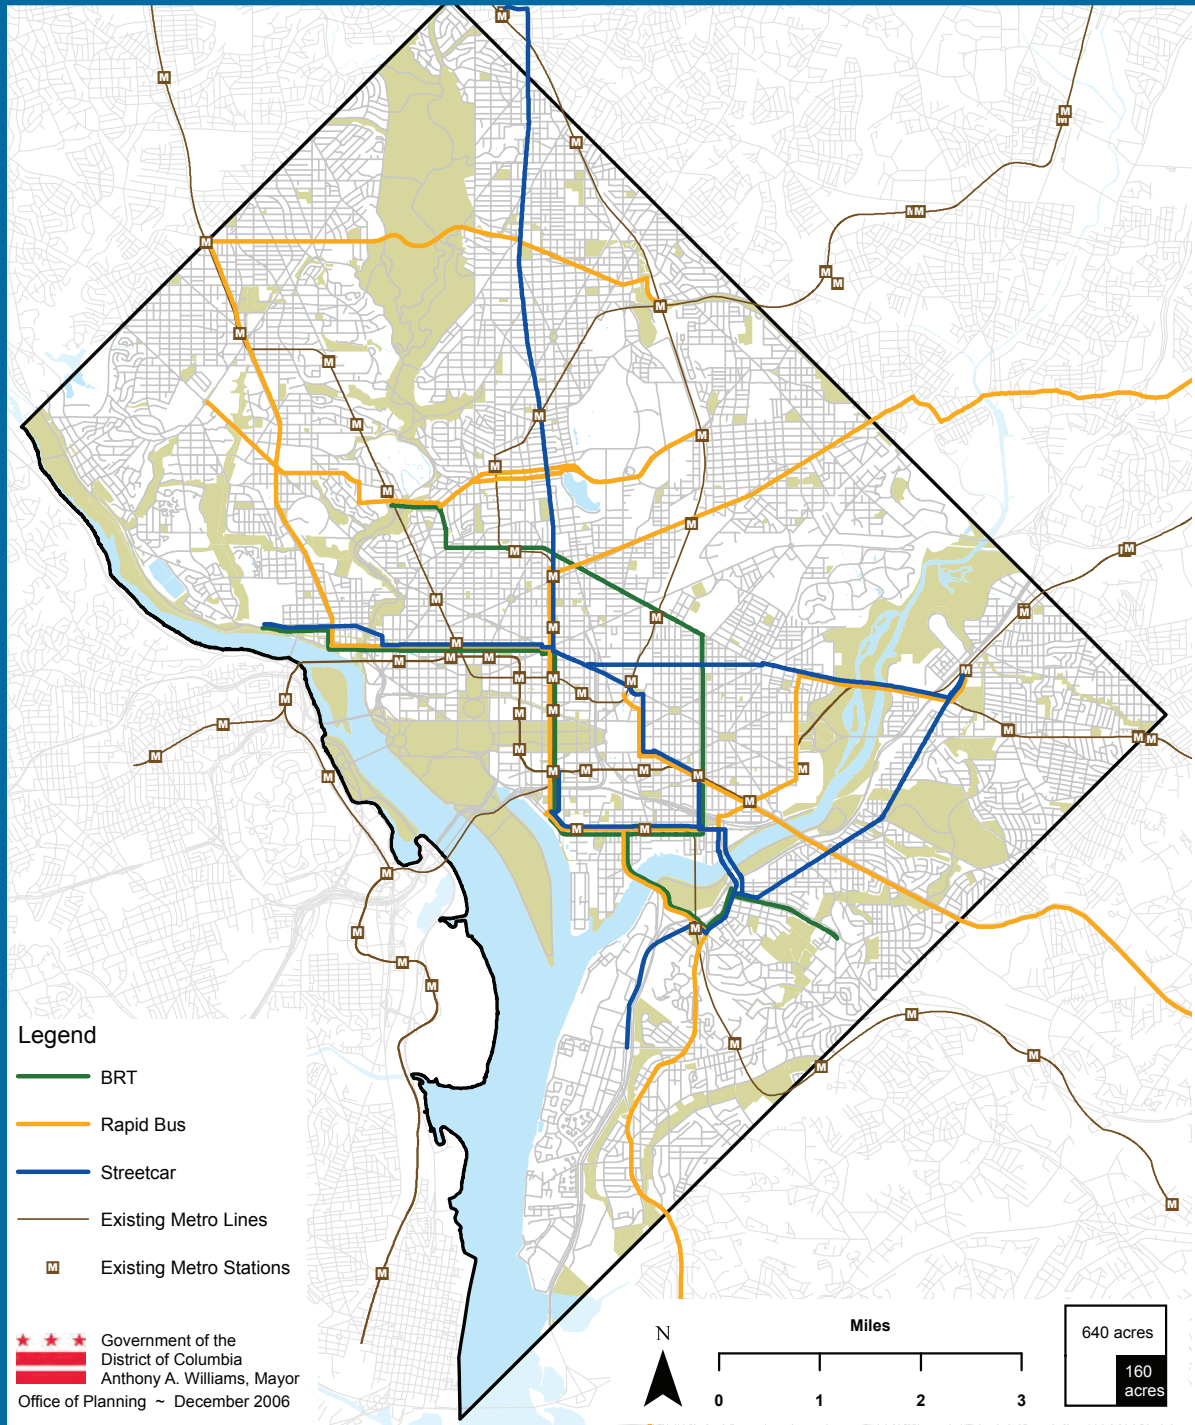 Legend
BRT
Rapid Bus
Streetcar
Existing Metro Lines
M Existing Metro Stations
Government of the
District of Columbia
Anthony A. Williams, Mayor
Office of Planning ~ December 2006
N
Miles
0 1 2 3
640 acres
160
acres